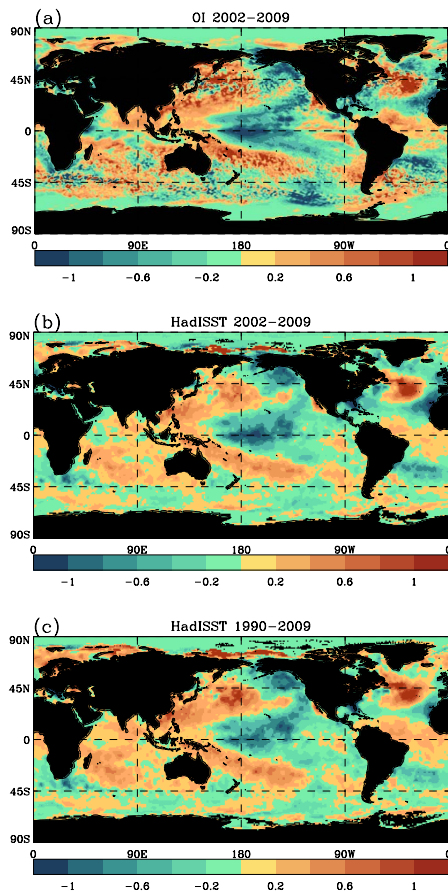 (a)
OI 2002-2009
90N
45N
0
45S
90S
0 90E 180 90W 0
-1 -0.6 -0.2 0.2 0.6 1
(b)
HadISST 2002-2009
90N
45N
0
45S
90S
0 90E 180 90W 0
-1 -0.6 -0.2 0.2 0.6 1
(c)
HadISST 1990-2009
90N
45N
0
45S
90S
0 90E 180 90W 0
-1 -0.6 -0.2 0.2 0.6 1